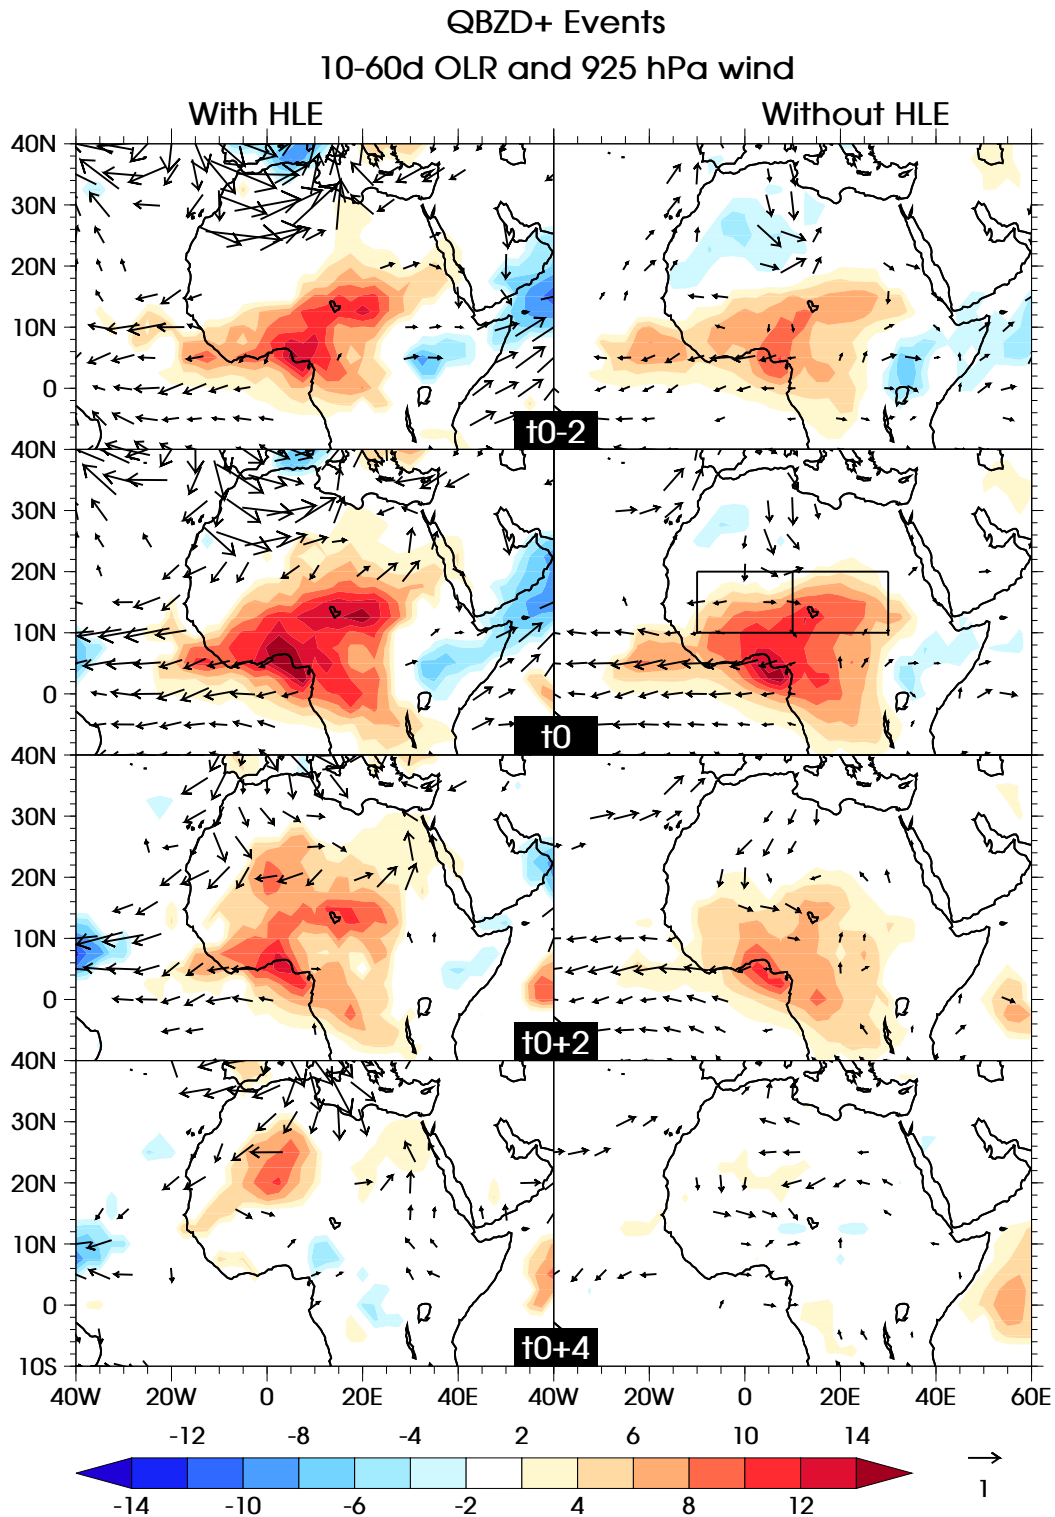 QBZD+ Events
10-60d OLR and 925 hPa wind
With HLE Without HLE
40N
30N
20N
10N
0
t0-2
40N
30N
20N
10N
0
t0
40N
30N
20N
10N
0
t0+2
40N
30N
20N
10N
0
10S
t0+4
40W 20W 0 20E 40E 40W 20W 0 20E 40E 60E
-12 -8 -4 2 6 10 14
-14 -10 -6 -2 4 8 12
1